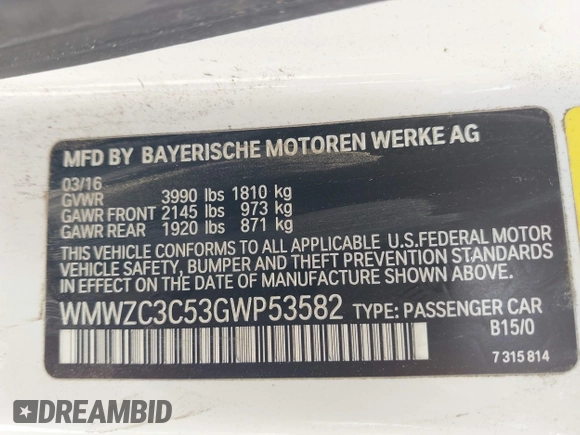 MFD BY BAYERISCHE MOTOREN WERKE AG
03/16
GVWR 3990 lbs 1810 kg
GAWR FRONT 2145 lbs 973 kg
GAWR REAR 1920 lbs 871 kg
THIS VEHICLE CONFORMS TO ALL APPLICABLE U.S.FEDERAL MOTOR
VEHICLE SAFETY, BUMPER AND THEFT PREVENTION STANDARDS
IN EFFECT ON THE DATE OF MANUFACTURE SHOWN ABOVE.
WMWZC3C53GWP53582 TYPE: PASSENGER CAR
B15/0
7 315 814
DREAMBID